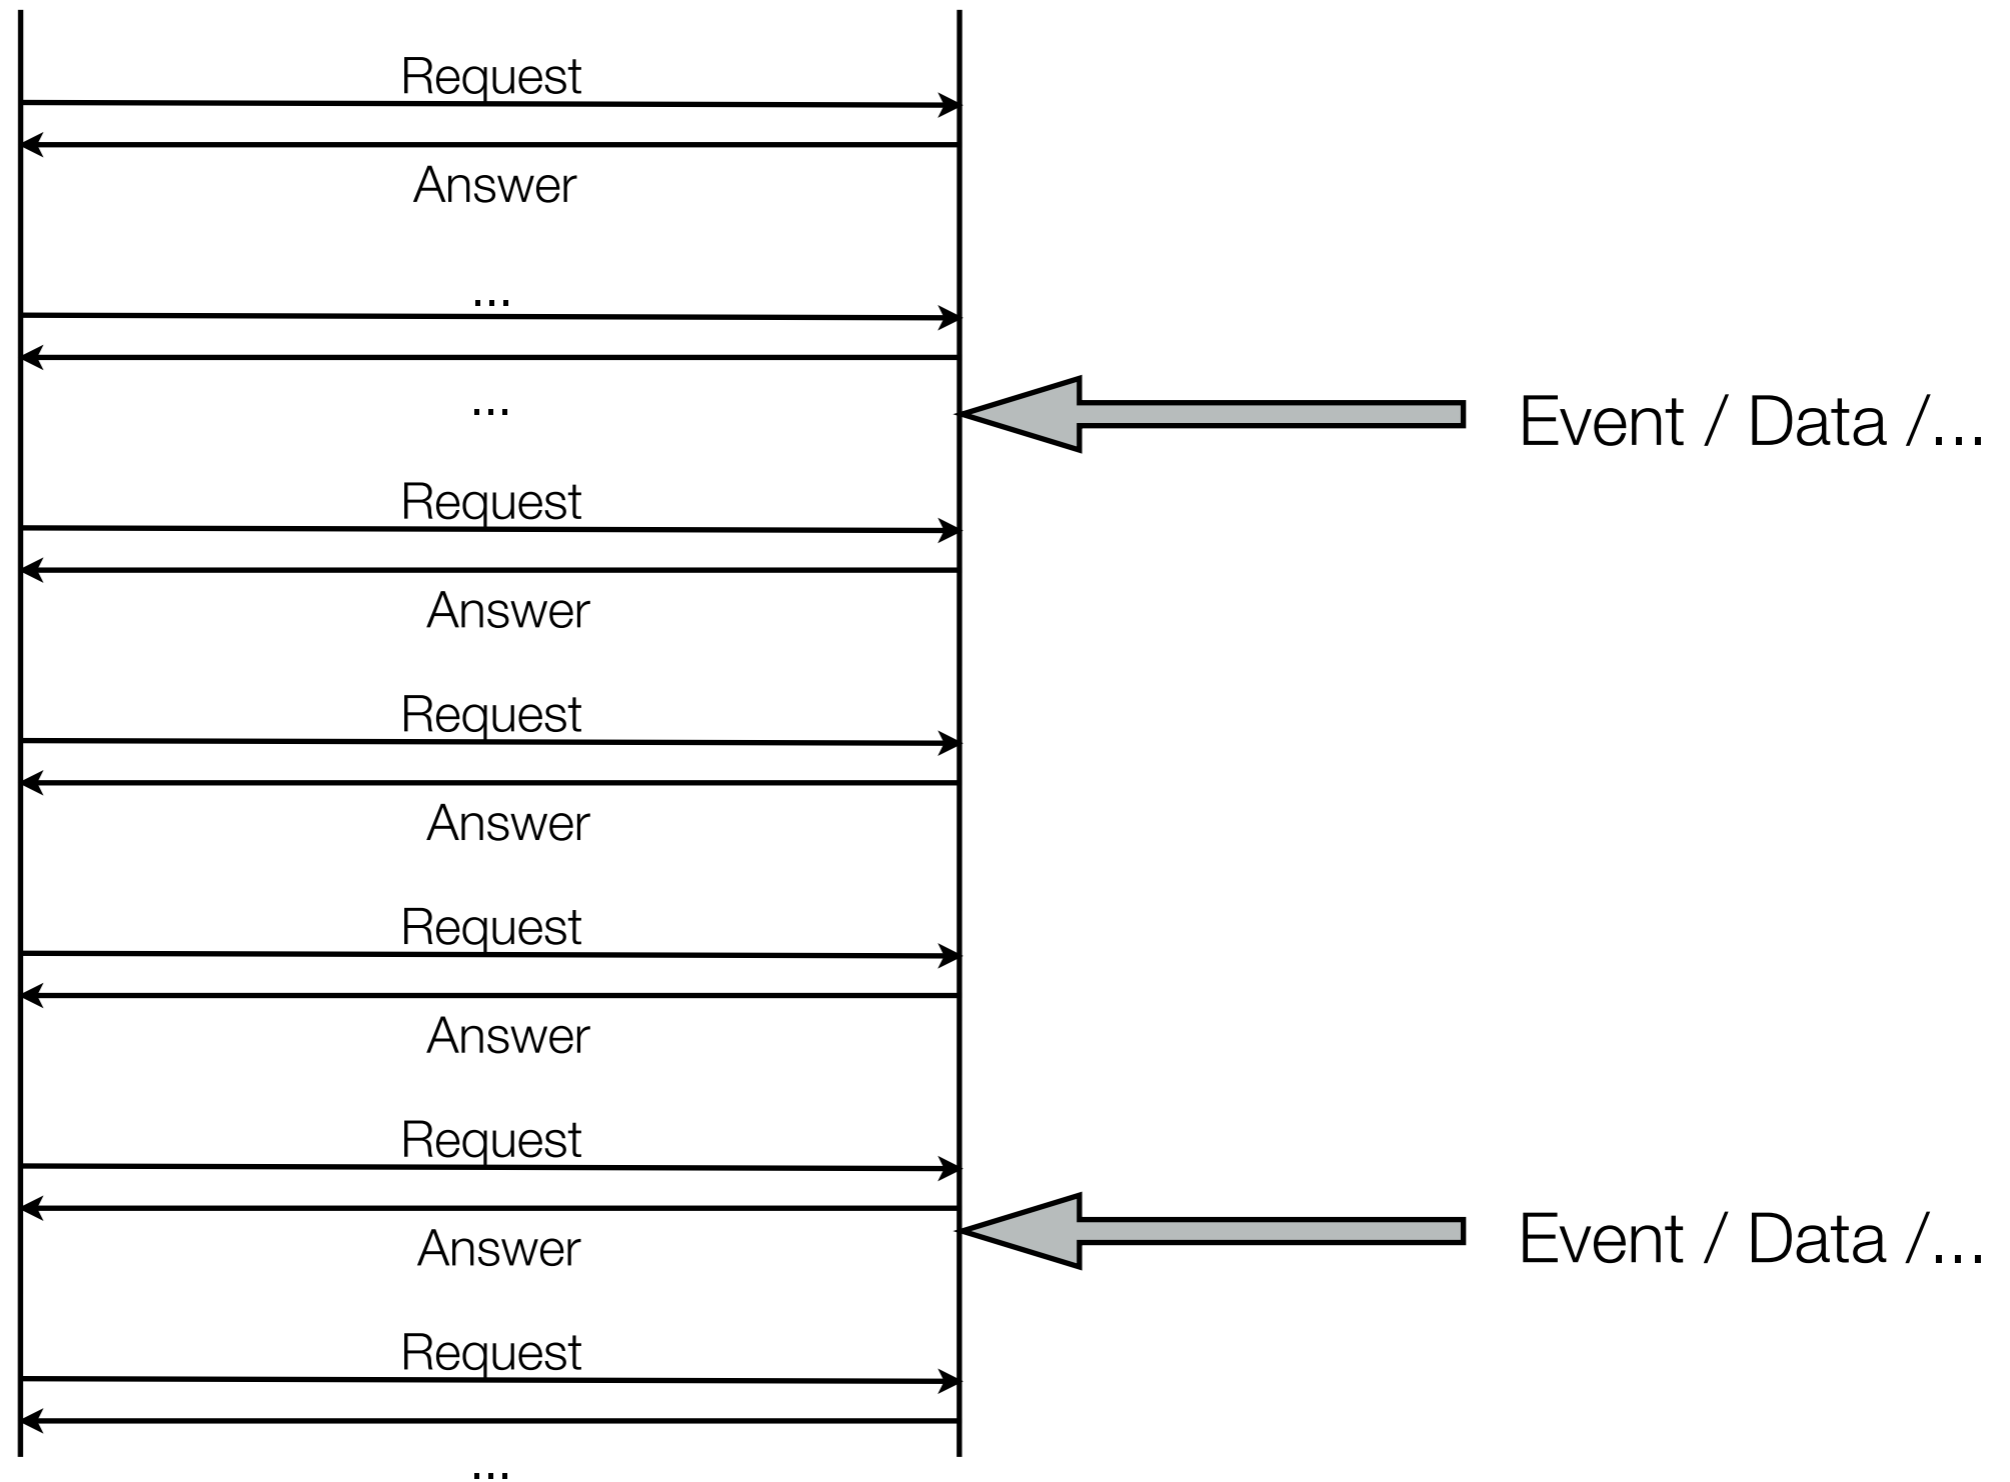 Request
Answer
...
...
Event / Data /...
Request
Answer
Request
Answer
Request
Answer
Request
Answer
Event / Data /...
Request
...